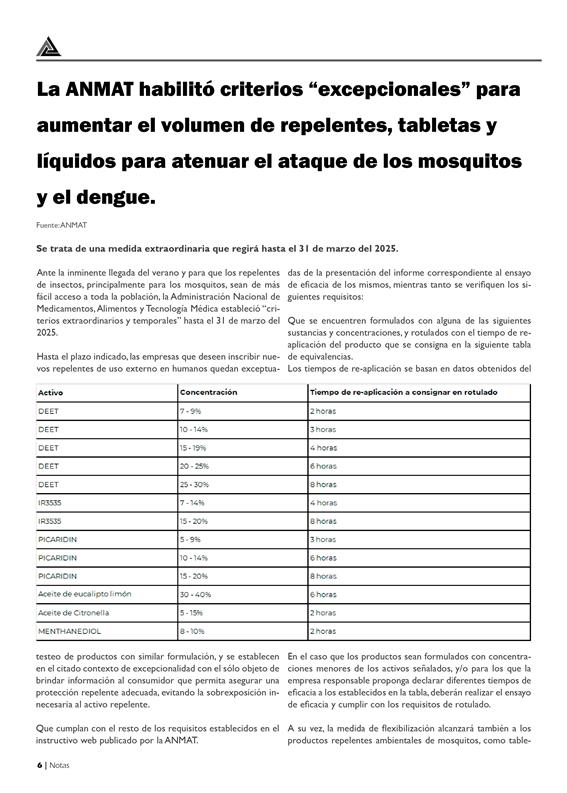 La ANMAT habilitó criterios “excepcionales” para
aumentar el volumen de repelentes, tabletas y
líquidos para atenuar el ataque de los mosquitos
y el dengue.
Fuente:ANMAT
Se trata de una medida extraordinaria que regirá hasta el 31 de marzo del 2025.
Ante la inminente llegada del verano y para que los repelentes
de insectos, principalmente para los mosquitos, sean de más
fácil acceso a toda la población, la Administración Nacional de
Medicamentos, Alimentos y Tecnología Médica estableció “cri-
terios extraordinarios y temporales” hasta el 31 de marzo del
2025.
Hasta el plazo indicado, las empresas que deseen inscribir nue-
vos repelentes de uso externo en humanos quedan exceptua-
das de la presentación del informe correspondiente al ensayo
de eficacia de los mismos, mientras tanto se verifiquen los si-
guientes requisitos:
Que se encuentren formulados con alguna de las siguientes
sustancias y concentraciones, y rotulados con el tiempo de re-
aplicación del producto que se consigna en la siguiente tabla
de equivalencias.
Los tiempos de re-aplicación se basan en datos obtenidos del
Activo Concentración Tiempo de re-aplicación a consignar en rotulado
DEET 7 - 9% 2 horas
DEET 10 - 14% 3 horas
DEET 15 - 19% 4 horas
DEET 20 - 25% 6 horas
DEET 25 - 30% 8 horas
IR3535 7 - 14% 4 horas
IR3535 15 - 20% 8 horas
PICARIDIN 5 - 9% 3 horas
PICARIDIN 10 - 14% 6 horas
PICARIDIN 15 - 20% 8 horas
Aceite de eucalipto limón 30 - 40% 6 horas
Aceite de Citronella 5 - 15% 2 horas
MENTHANEDIOL 8 - 10% 2 horas
testeo de productos con similar formulación, y se establecen
en el citado contexto de excepcionalidad con el sólo objeto de
brindar información al consumidor que permita asegurar una
protección repelente adecuada, evitando la sobrexposición in-
necesaria al activo repelente.
Que cumplan con el resto de los requisitos establecidos en el
instructivo web publicado por la ANMAT.
En el caso que los productos sean formulados con concentra-
ciones menores de los activos señalados, y/o para los que la
empresa responsable proponga declarar diferentes tiempos de
eficacia a los establecidos en la tabla, deberán realizar el ensayo
de eficacia y cumplir con los requisitos de rotulado.
A su vez, la medida de flexibilización alcanzará también a los
productos repelentes ambientales de mosquitos, como table-
6 | Notas